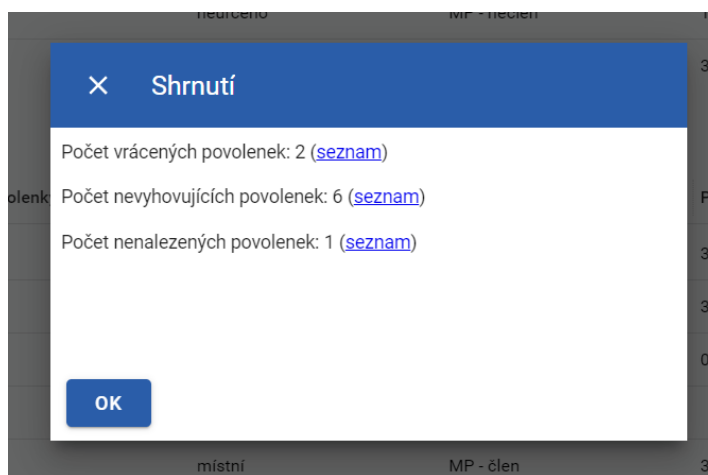 neurčeno MP - nečlen
Shrnutí
Počet vrácených povolenek: 2 (seznam)
Počet nevyhovujících povolenek: 6 (seznam)
Počet nenalezených povolenek: 1 (seznam)
OK
místní MP - člen